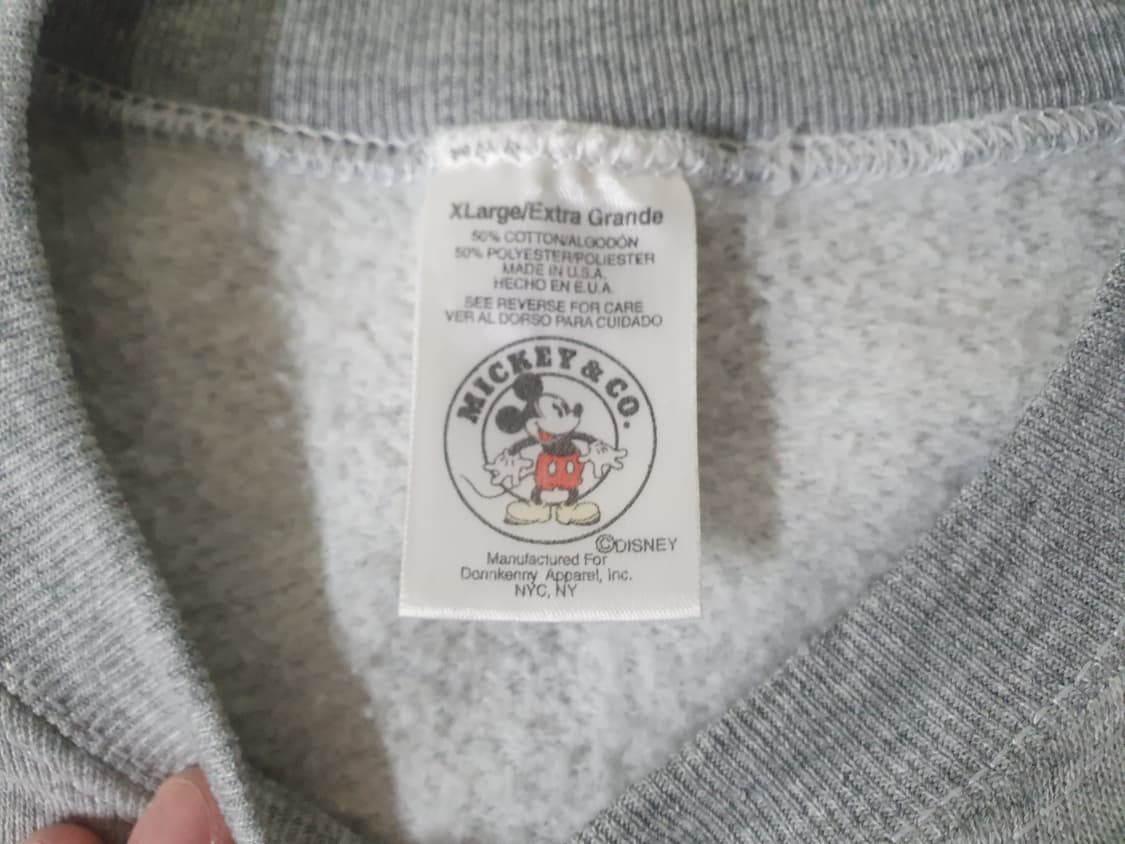 XLarge/Extra Grande
50% COTTON/ALGODÓN
50% POLYESTER/POLIESTER
MADE IN U.S.A.
HECHO EN E.U.A.
SEE REVERSE FOR CARE
VER AL DORSO PARA CUIDADO
MICKEY & CO.
©DISNEY
Manufactured For
Donnkenny Apparel, Inc.
NYC, NY